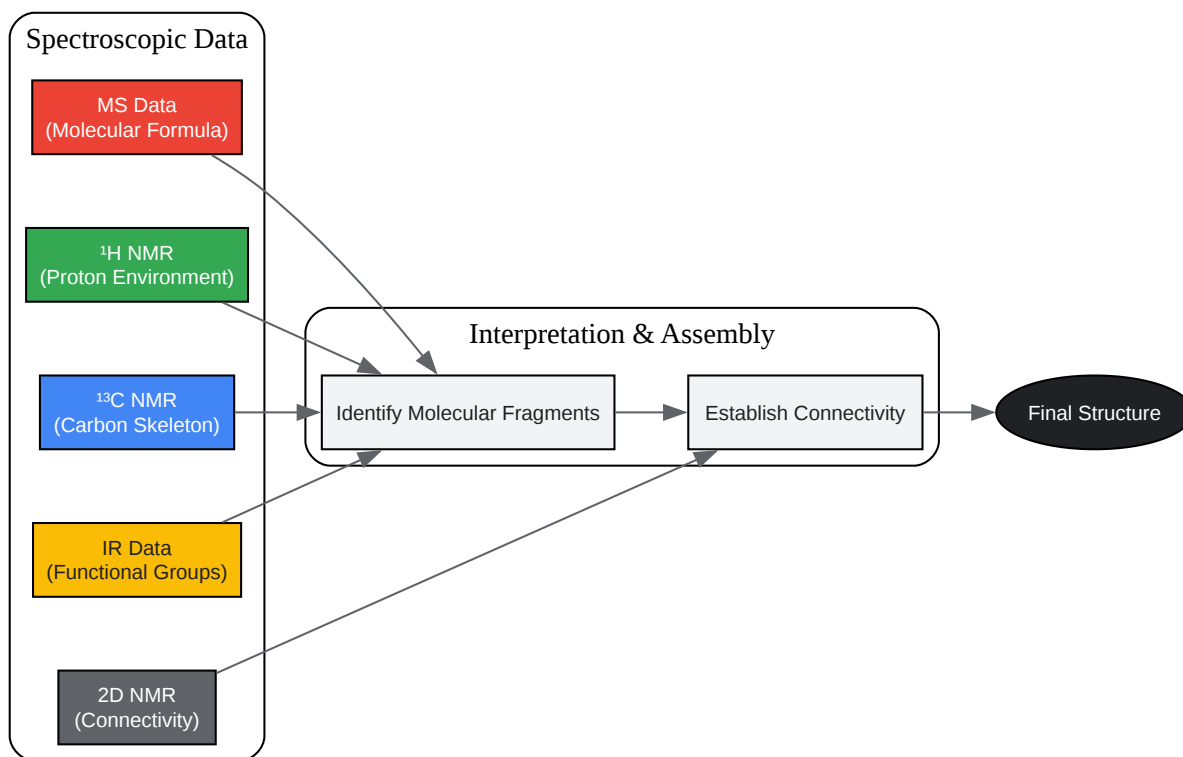 Spectroscopic Data
MS Data
(Molecular Formula)
¹H NMR
(Proton Environment)
¹³C NMR
(Carbon Skeleton)
IR Data
(Functional Groups)
2D NMR
(Connectivity)
Interpretation & Assembly
Identify Molecular Fragments
Establish Connectivity
Final Structure